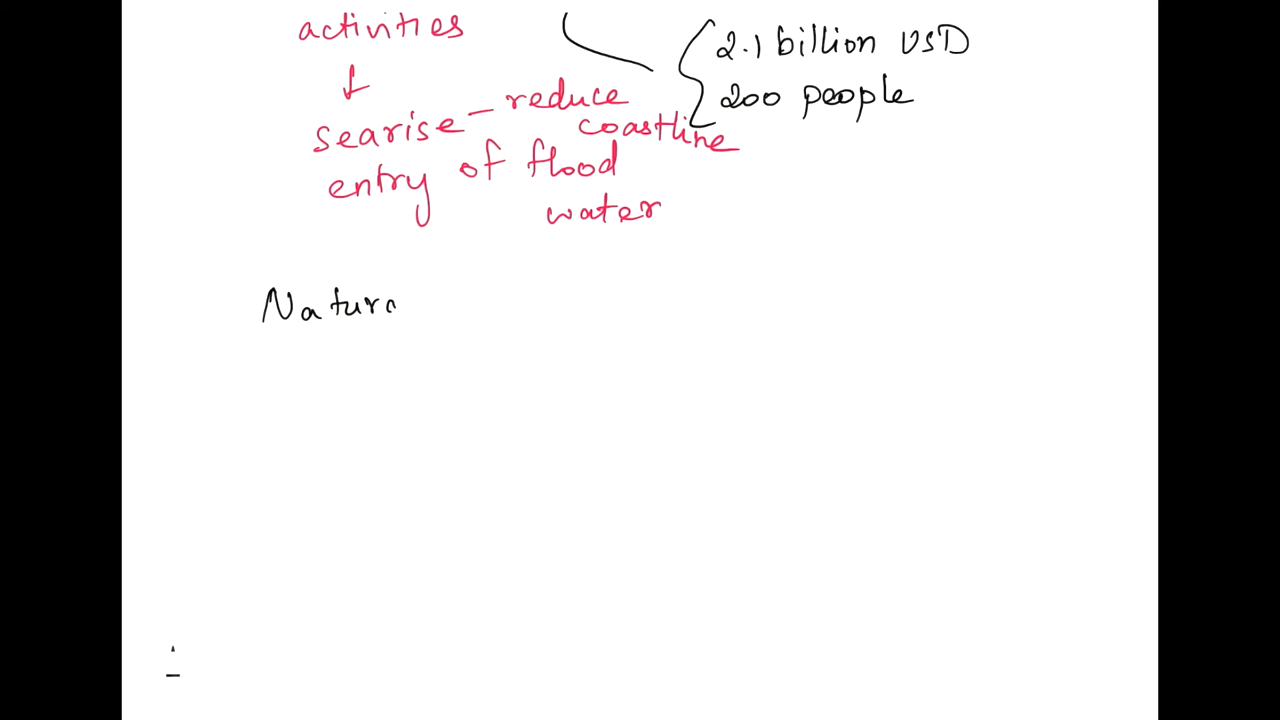 activities
2.1 billion USD
200 people
searise - reduce
coastline
entry of flood
water
Natura